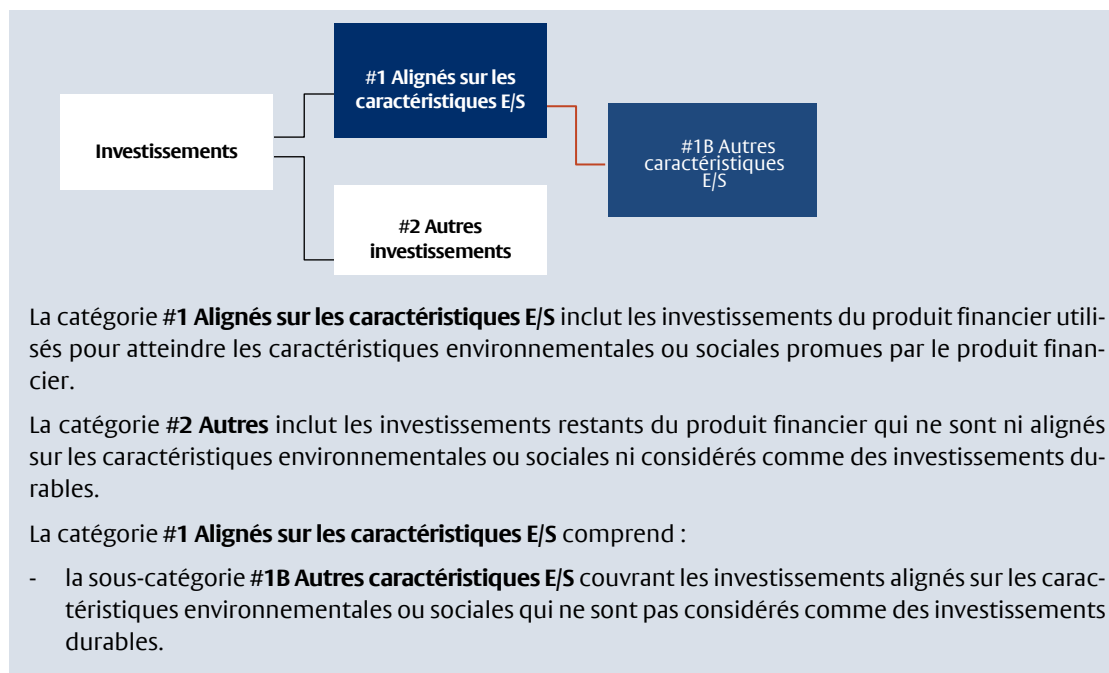 #1 Alignés sur les
caractéristiques E/S
Investissements
#1B Autres
caractéristiques
E/S
#2 Autres
investissements
La catégorie #1 Alignés sur les caractéristiques E/S inclut les investissements du produit financier utili-
sés pour atteindre les caractéristiques environnementales ou sociales promues par le produit finan-
cier.
La catégorie #2 Autres inclut les investissements restants du produit financier qui ne sont ni alignés
sur les caractéristiques environnementales ou sociales ni considérés comme des investissements du-
rables.
La catégorie #1 Alignés sur les caractéristiques E/S comprend :
- la sous-catégorie #1B Autres caractéristiques E/S couvrant les investissements alignés sur les carac-
téristiques environnementales ou sociales qui ne sont pas considérés comme des investissements
durables.